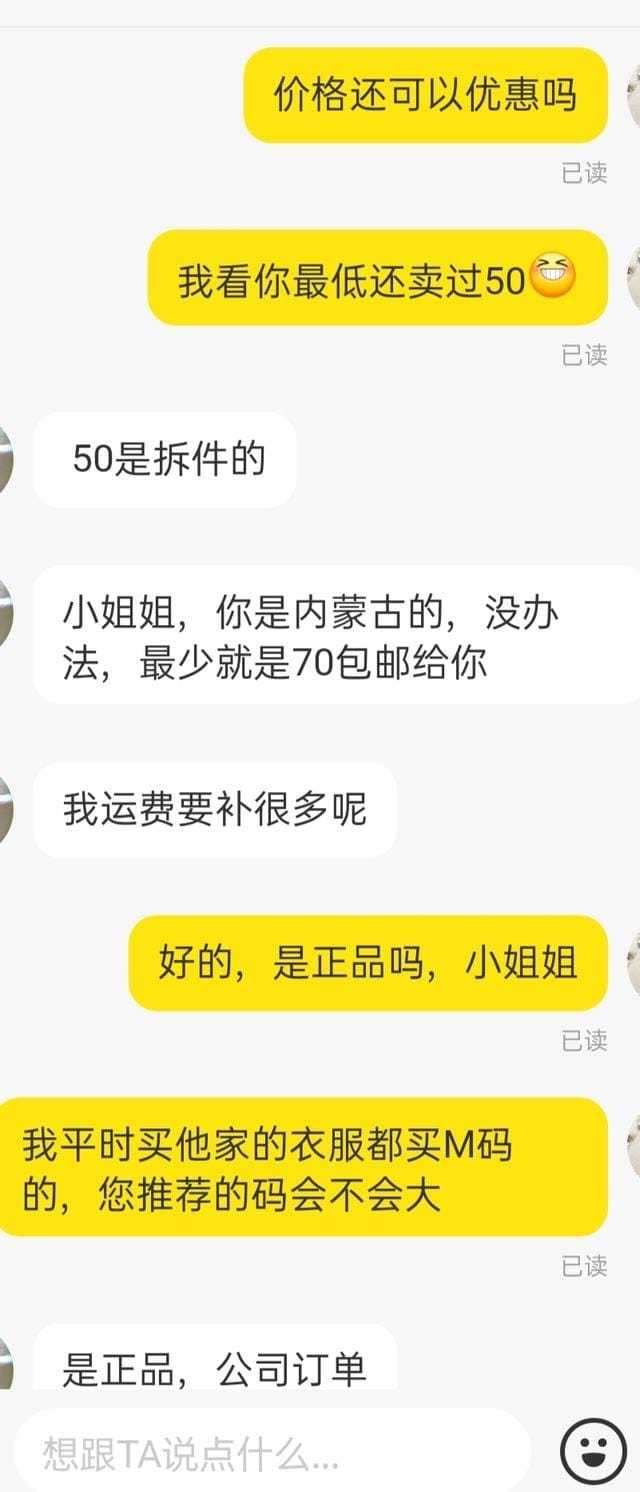 价格还可以优惠吗
已读
我看你最低还卖过50
已读
50是拆件的
小姐姐，你是内蒙古的，没办
法，最少就是70包邮给你
我运费要补很多呢
好的，是正品吗，小姐姐
已读
我平时买他家的衣服都买M码
的，您推荐的码会不会大
已读
是正品，公司订单
想跟TA说点什么...